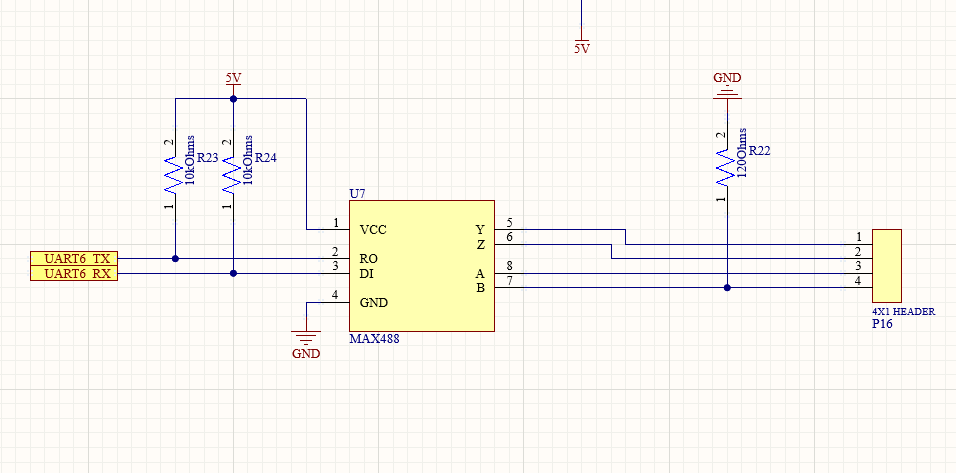 5V
5V
GND
2
10kOhms
R23
1
2
10kOhms
R24
1
2
120Ohms
R22
1
U7
1
VCC
2
RO
3
DI
4
GND
Y
5
Z
6
A
8
B
7
MAX488
UART6_TX
UART6_RX
GND
1
2
3
4
4X1 HEADER
P16